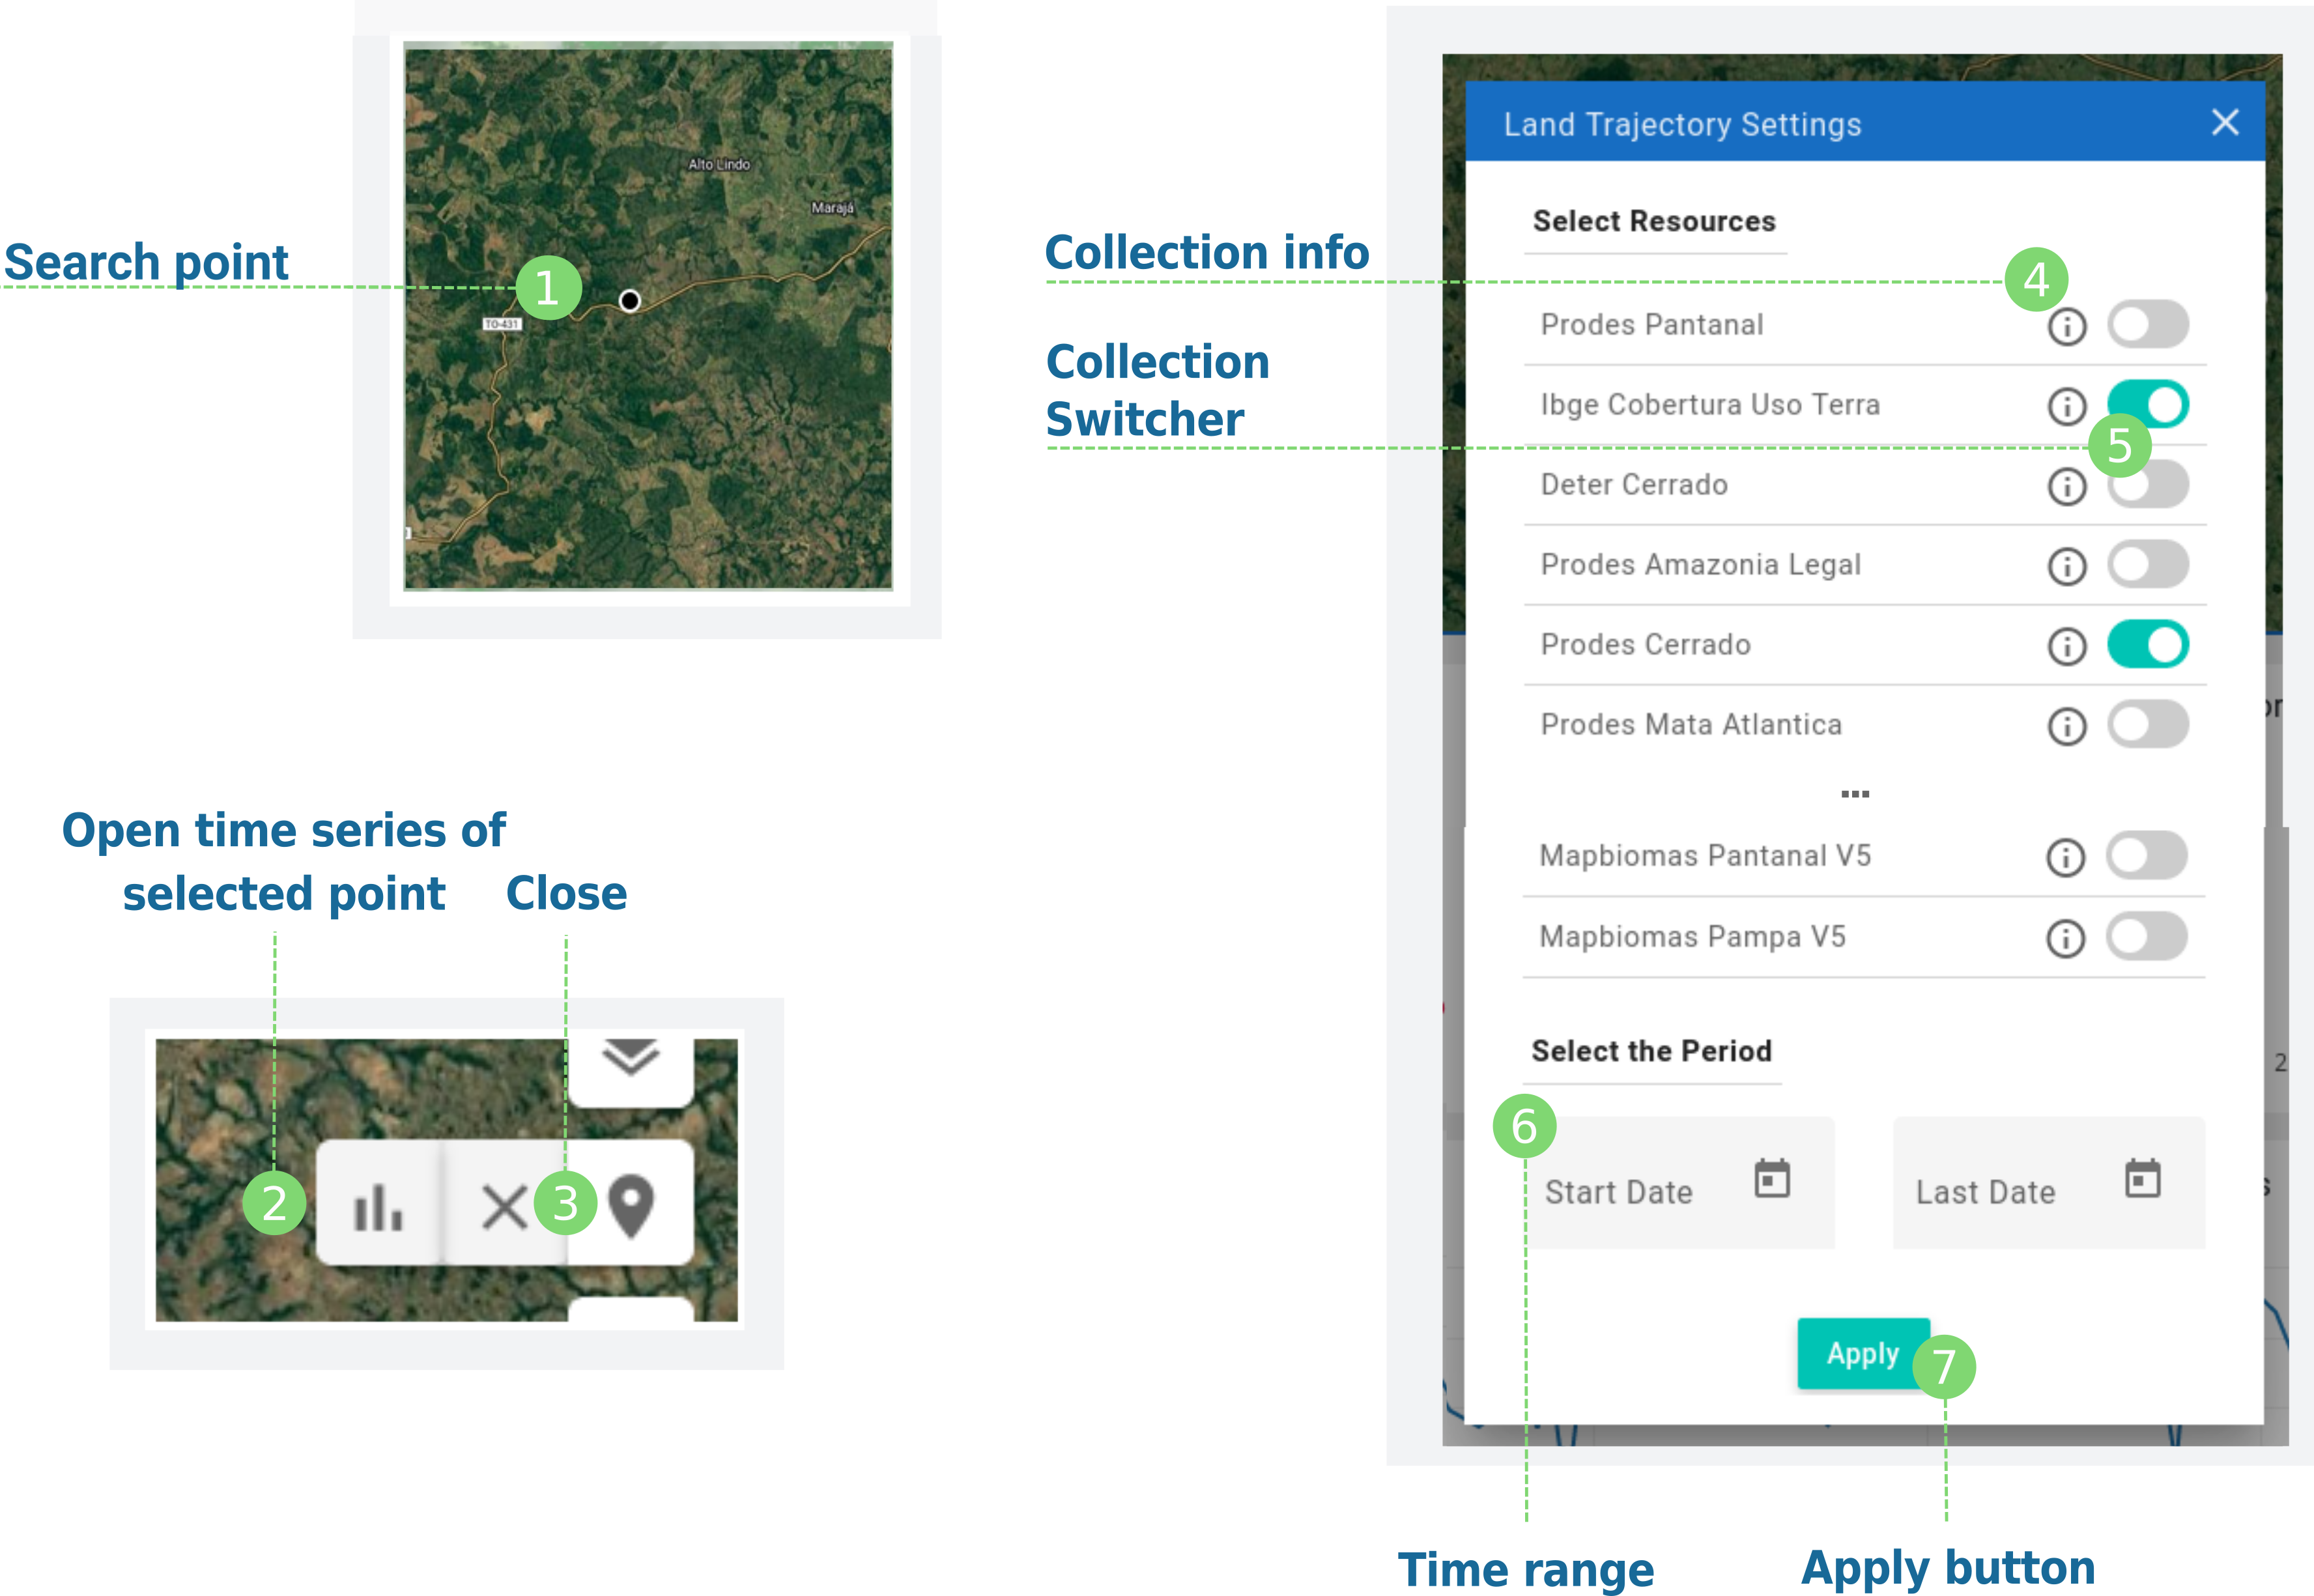 Search point
1
Alto Lindo
Marajá
TO-431
Open time series of
selected point
Close
2
3
Collection info
Collection
Switcher
Land Trajectory Settings
Select Resources
4
Prodes Pantanal
Ibge Cobertura Uso Terra
5
Deter Cerrado
Prodes Amazonia Legal
Prodes Cerrado
Prodes Mata Atlantica
...
Mapbiomas Pantanal V5
Mapbiomas Pampa V5
Select the Period
6
Start Date
Last Date
Apply
7
Time range
Apply button